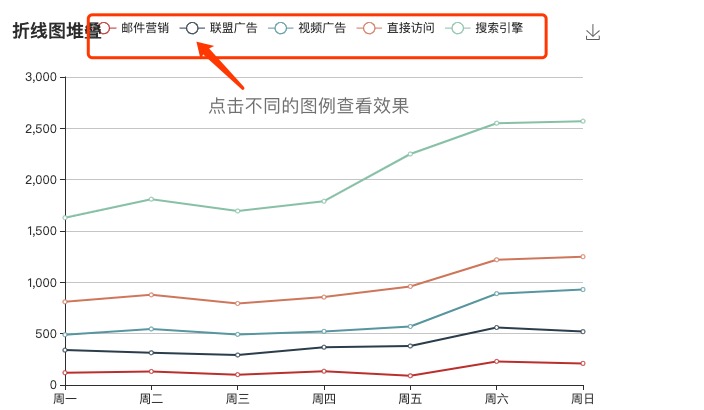 折线图堆叠
邮件营销 联盟广告 视频广告 直接访问 搜索引擎
点击不同的图例查看效果
3,000
2,500
2,000
1,500
1,000
500
0
周一 周二 周三 周四 周五 周六 周日